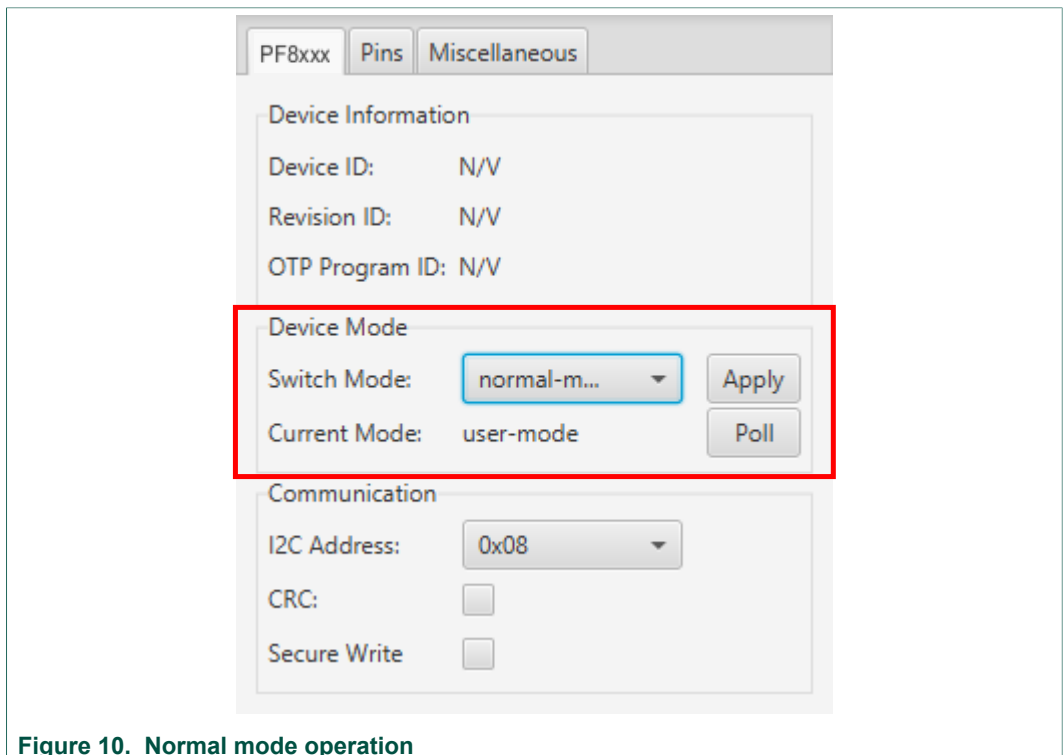 PF8xxx Pins Miscellaneous
Device Information
Device ID: N/V
Revision ID: N/V
OTP Program ID: N/V
Device Mode
Switch Mode: normal-m... Apply
Current Mode: user-mode Poll
Communication
I2C Address: 0x08
CRC:
Secure Write
Figure 10. Normal mode operation